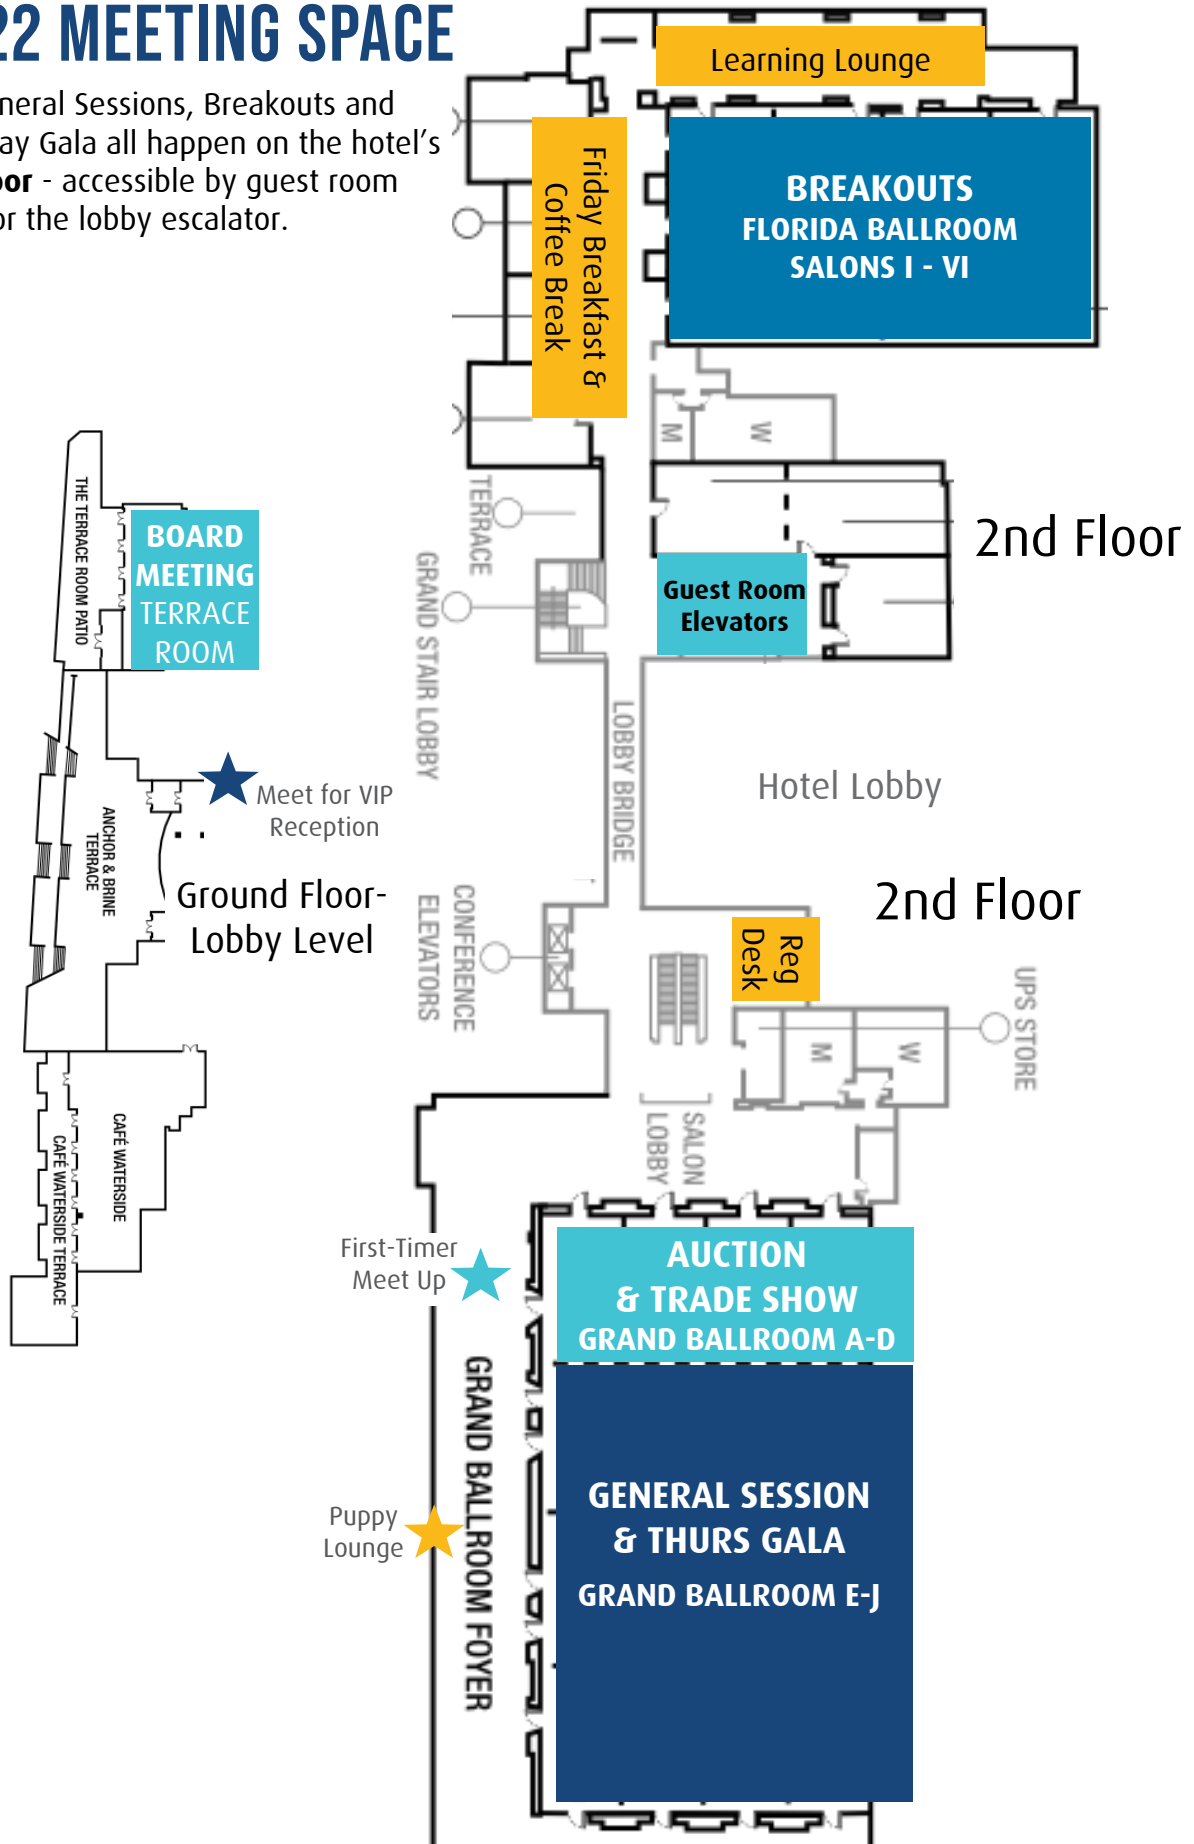 22 MEETING SPACE
neral Sessions, Breakouts and
ay Gala all happen on the hotel's
oor - accessible by guest room
or the lobby escalator.
Learning Lounge
Friday Breakfast &
Coffee Break
BREAKOUTS
FLORIDA BALLROOM
SALONS I - VI
M
W
TERRACE
GRAND STAIR LOBBY
2nd Floor
Guest Room
Elevators
THE TERRACE ROOM PATIO
BOARD
MEETING
TERRACE
ROOM
LOBBY BRIDGE
Hotel Lobby
Meet for VIP
Reception
ANCHOR & BRINE
TERRACE
Ground Floor-
Lobby Level
CONFERENCE
ELEVATORS
2nd Floor
Reg
Desk
UPS STORE
M
W
SALON
LOBBY
CAFÉ WATERSIDE
CAFÉ WATERSIDE TERRACE
First-Timer
Meet Up
AUCTION
& TRADE SHOW
GRAND BALLROOM A-D
GRAND BALLROOM FOYER
Puppy
Lounge
GENERAL SESSION
& THURS GALA
GRAND BALLROOM E-J